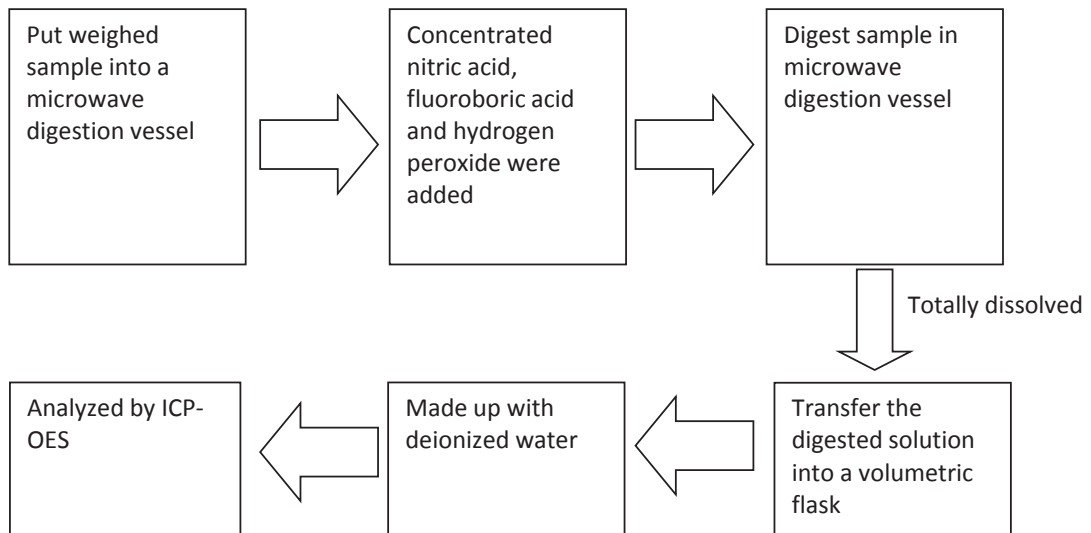 Put weighed
sample into a
microwave
digestion vessel
Concentrated
nitric acid,
fluoroboric acid
and hydrogen
peroxide were
added
Digest sample in
microwave
digestion vessel
Totally dissolved
Transfer the
digested solution
into a volumetric
flask
Made up with
deionized water
Analyzed by ICP-
OES